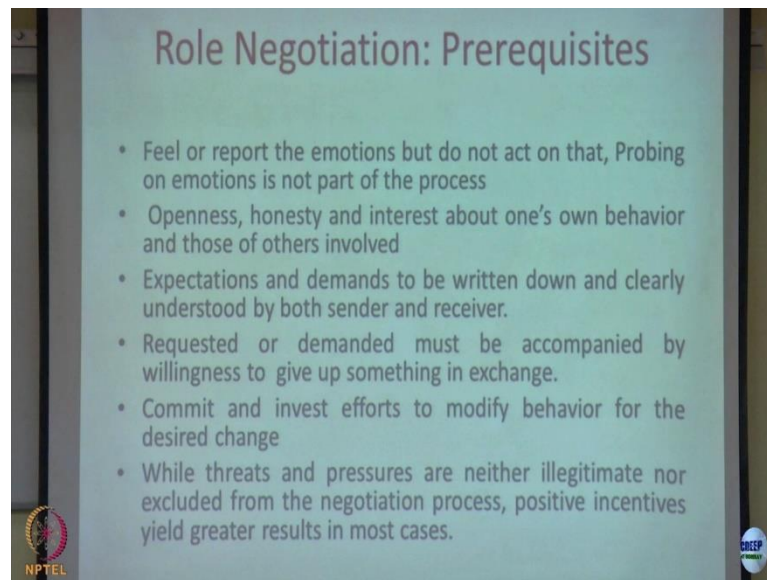 Role Negotiation: Prerequisites
• Feel or report the emotions but do not act on that, Probing
on emotions is not part of the process
• Openness, honesty and interest about one's own behavior
and those of others involved
• Expectations and demands to be written down and clearly
understood by both sender and receiver.
• Requested or demanded must be accompanied by
willingness to give up something in exchange.
• Commit and invest efforts to modify behavior for the
desired change
• While threats and pressures are neither illegitimate nor
excluded from the negotiation process, positive incentives
yield greater results in most cases.
NPTEL
CDEEP